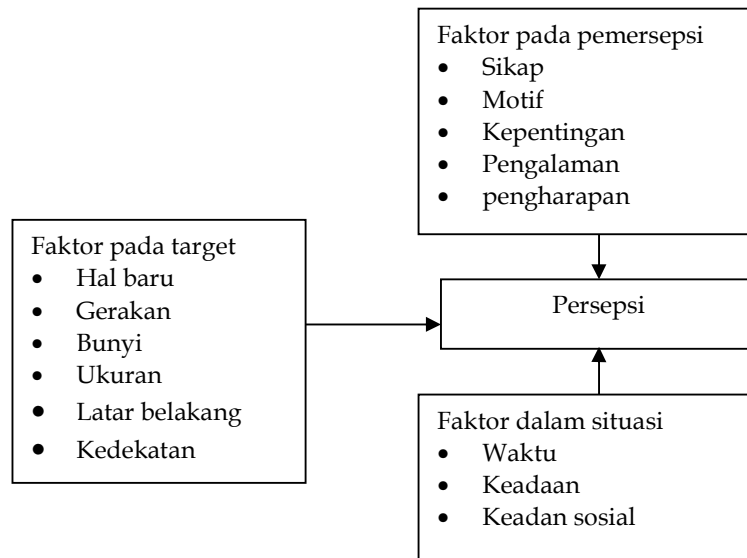 Faktor pada pemersepsi
• Sikap
• Motif
• Kepentingan
• Pengalaman
• pengharapan
Faktor pada target
• Hal baru
• Gerakan
• Bunyi
• Ukuran
• Latar belakang
• Kedekatan
Persepsi
Faktor dalam situasi
• Waktu
• Keadaan
• Keadan sosial